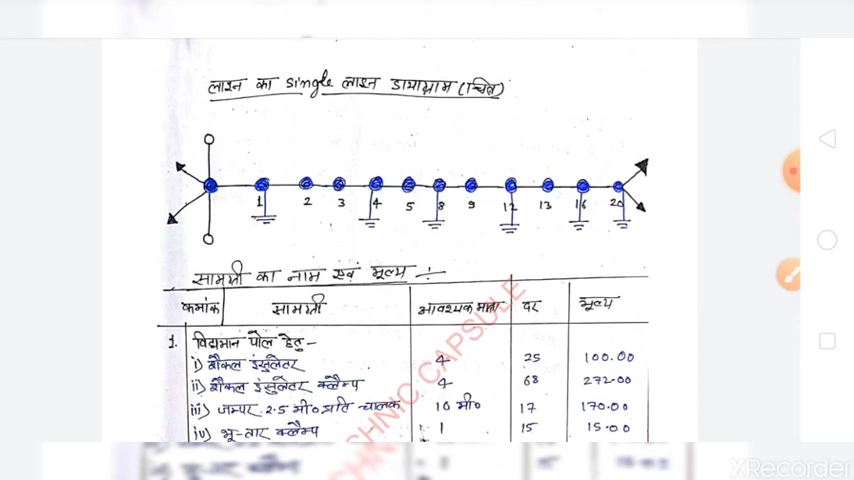 लाइन का single लाइन डायाग्राम (चित्र)
1 2 3 4 5 8 9 12 13 16 20
सामग्री का नाम एवं मूल्य :-
क्रमांक सामग्री आवश्यक मात्रा दर मूल्य
1. विद्यमान पोल हेतु-
i) शैकल इंसुलेटर 4 25 100.00
ii) शैकल इंसुलेटर क्लैम्प 4 68 272.00
iii) जम्पर 2.5 मी० प्रति चालक 10 मी० 17 170.00
iv) भू-तार क्लैम्प 1 15 15.00
HNIC CAPSULE
XRecorder